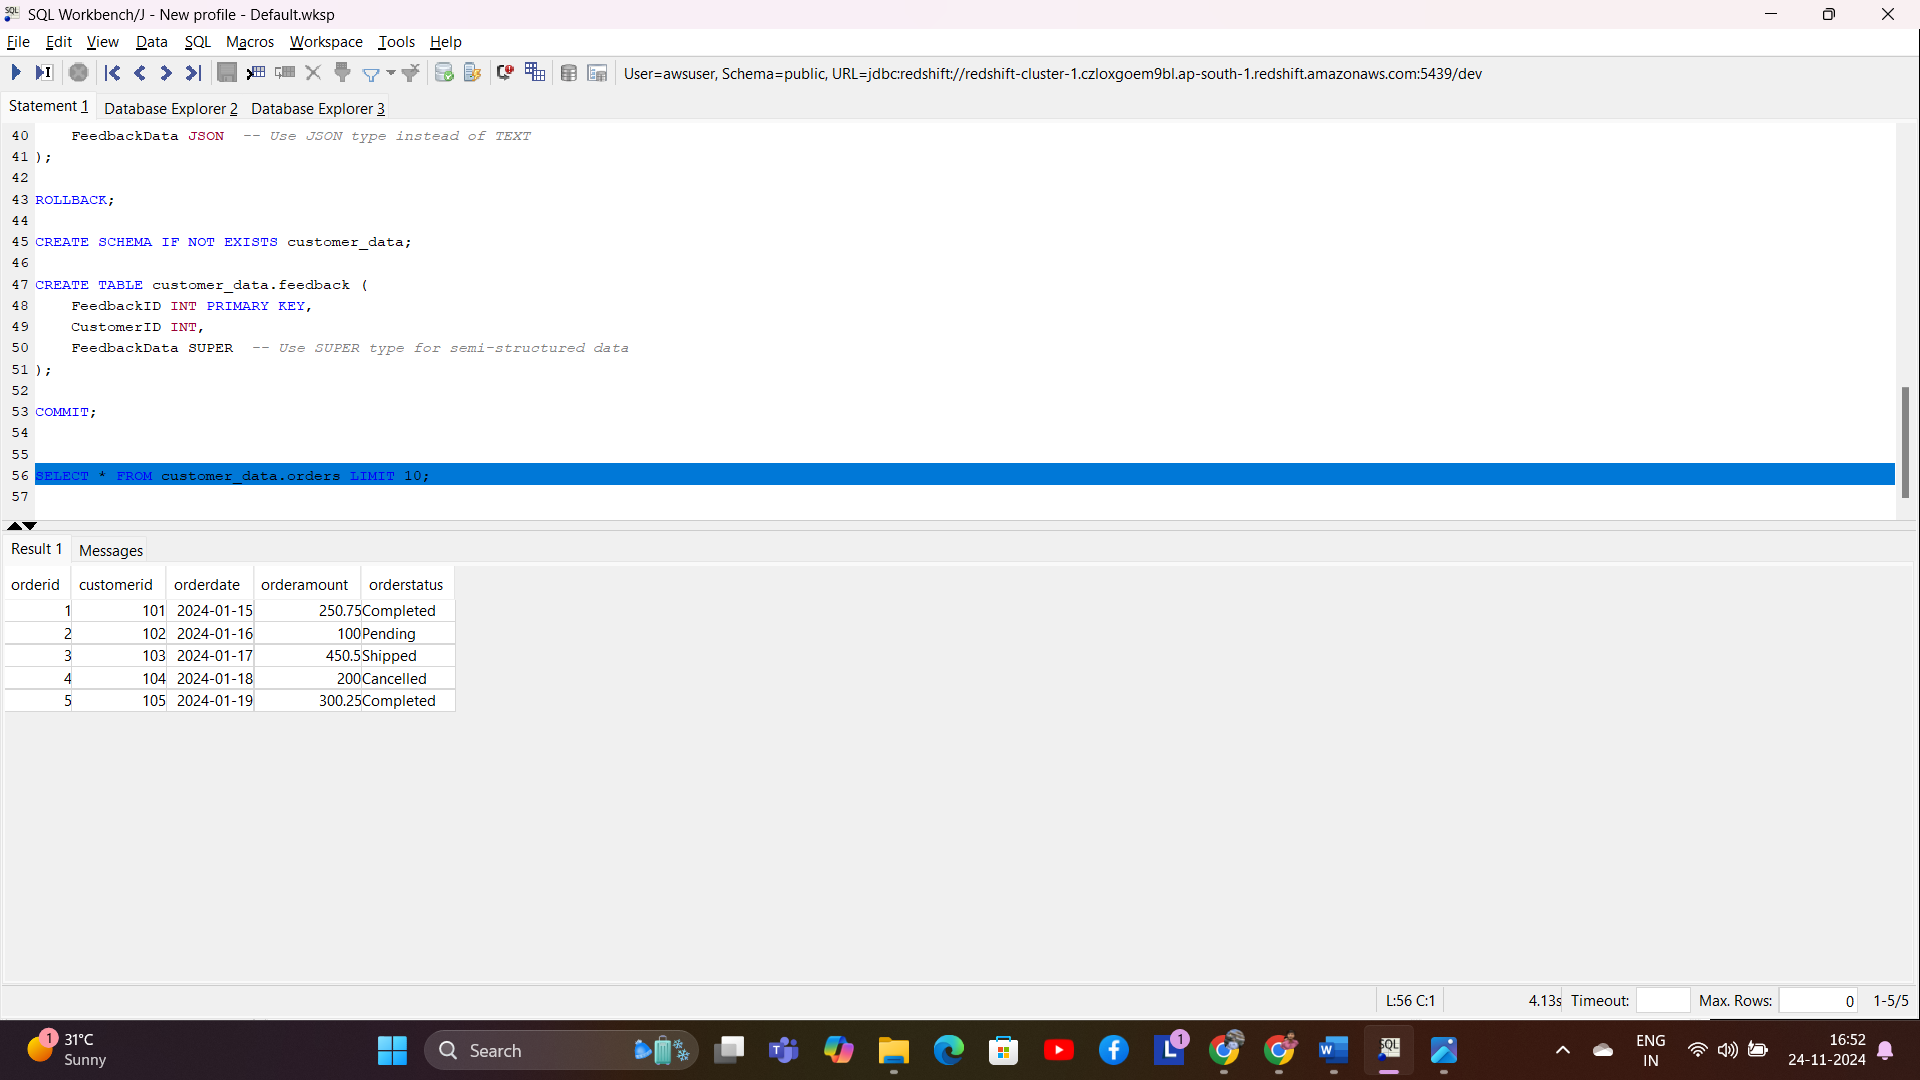 SQL Workbench/J - New profile - Default.wksp
File Edit View Data SQL Macros Workspace Tools Help
User=awsuser, Schema=public, URL=jdbc:redshift://redshift-cluster-1.czloxgoem9bl.ap-south-1.redshift.amazonaws.com:5439/dev
Statement 1 Database Explorer 2 Database Explorer 3
40 FeedbackData JSON -- Use JSON type instead of TEXT
41 );
42
43 ROLLBACK;
44
45 CREATE SCHEMA IF NOT EXISTS customer_data;
46
47 CREATE TABLE customer_data.feedback (
48 FeedbackID INT PRIMARY KEY,
49 CustomerID INT,
50 FeedbackData SUPER -- Use SUPER type for semi-structured data
51 );
52
53 COMMIT;
54
55
56 SELECT * FROM customer_data.orders LIMIT 10;
57
Result 1 Messages
orderid customerid orderdate orderamount orderstatus
1 101 2024-01-15 250.75 Completed
2 102 2024-01-16 100 Pending
3 103 2024-01-17 450.5 Shipped
4 104 2024-01-18 200 Cancelled
5 105 2024-01-19 300.25 Completed
L:56 C:1 4.13s Timeout: Max. Rows: 0 1-5/5
1 31°C
Sunny
Search
1
ENG
IN
16:52
24-11-2024